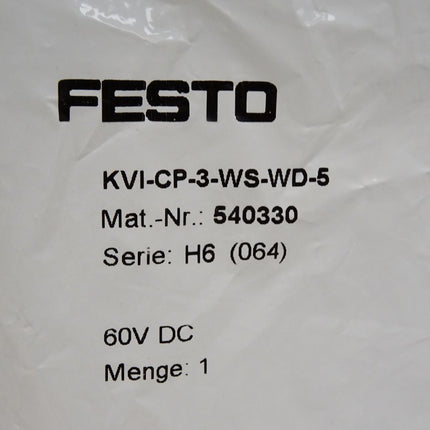 FESTO
KVI-CP-3-WS-WD-5
Mat.-Nr.: 540330
Serie: H6 (064)
60V DC
Menge: 1